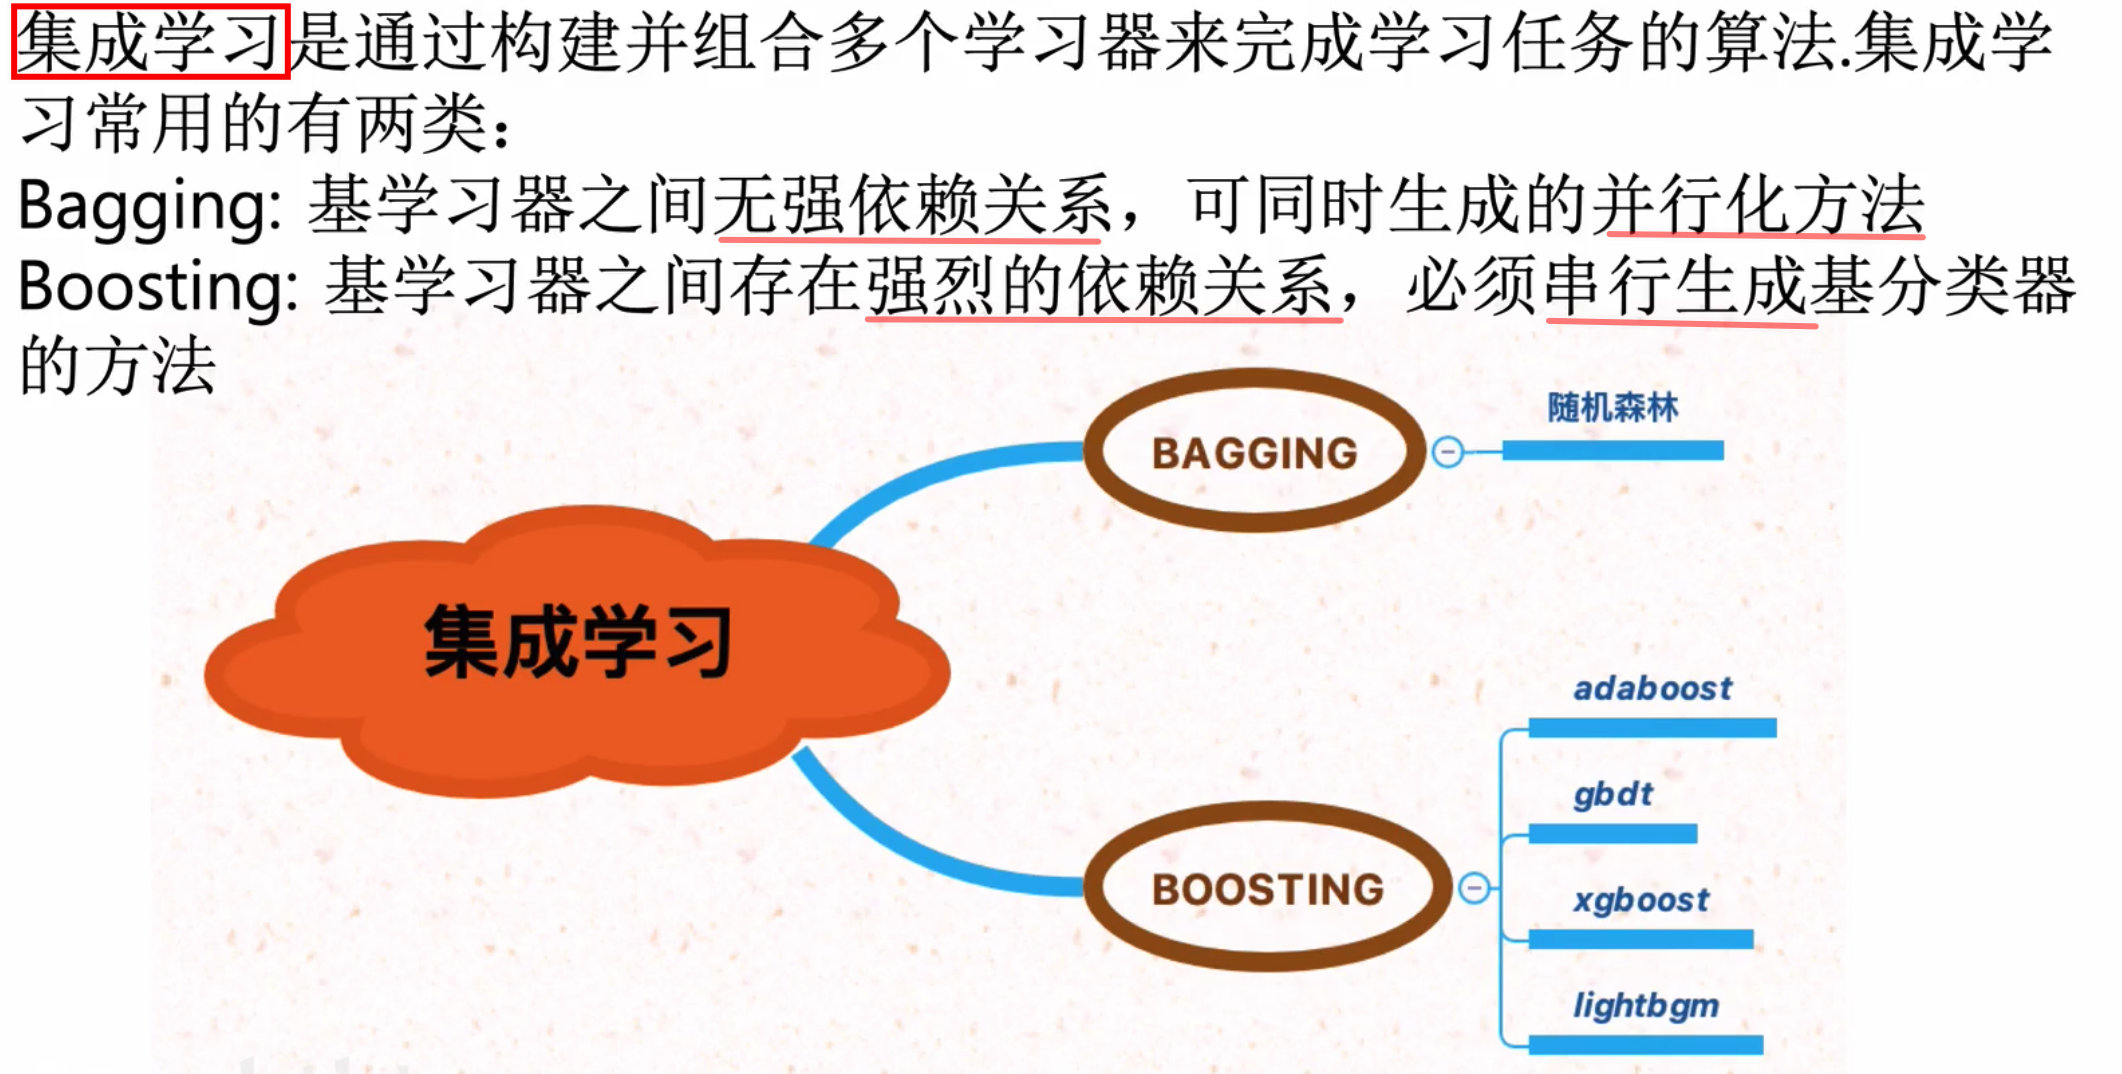 集成学习是通过构建并组合多个学习器来完成学习任务的算法.集成学
习常用的有两类：
Bagging: 基学习器之间无强依赖关系，可同时生成的并行化方法
Boosting: 基学习器之间存在强烈的依赖关系，必须串行生成基分类器
的方法
随机森林
BAGGING
集成学习
adaboost
gbdt
BOOSTING
xgboost
lightbgm